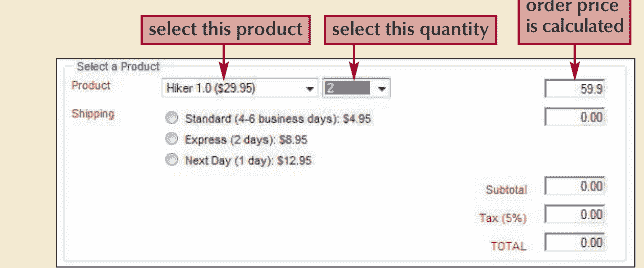 order price
select this product select this quantity is calculated
Select a Product
Product Hiker 1.0 ($29.95) 2 59.9
Shipping Standard (4-6 business days): $4.95 0.00
Express (2 days): $8.95
Next Day (1 day): $12.95
Subtotal 0.00
Tax (5%) 0.00
TOTAL 0.00